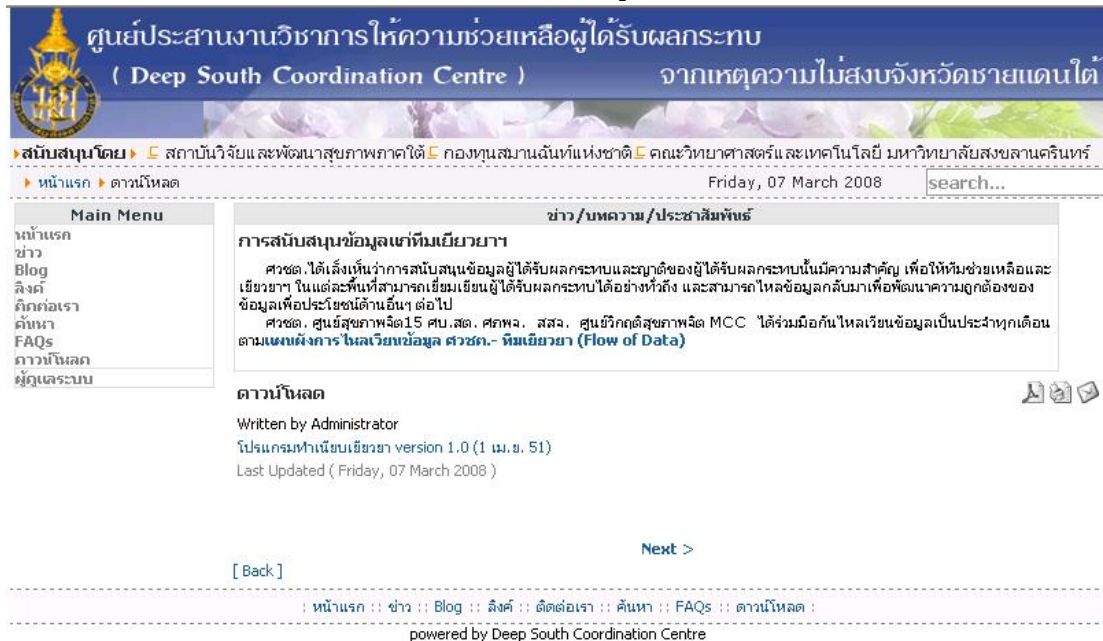 ศูนย์ประสานงานวิชาการให้ความช่วยเหลือผู้ได้รับผลกระทบ
( Deep South Coordination Centre ) จากเหตุความไม่สงบจังหวัดชายแดนใต้
สนับสนุนโดย สถาบันวิจัยและพัฒนาสุขภาพภาคใต้ กองทุนสมานฉันท์แห่งชาติ คณะวิทยาศาสตร์และเทคโนโลยี มหาวิทยาลัยสงขลานครินทร์
หน้าแรก ดาวน์โหลด Friday, 07 March 2008 search...
Main Menu
หน้าแรก
ข่าว
Blog
ลิงค์
ติดต่อเรา
ค้นหา
FAQs
ดาวน์โหลด
ผู้ดูแลระบบ
ข่าว/บทความ/ประชาสัมพันธ์
การสนับสนุนข้อมูลแก่ทีมเยียวยาฯ
ศวชต.ได้เล็งเห็นว่าการสนับสนุนข้อมูลผู้ได้รับผลกระทบและญาติของผู้ได้รับผลกระทบนั้นมีความสำคัญ เพื่อให้ทีมช่วยเหลือและ
เยียวยาฯ ในแต่ละพื้นที่สามารถเยี่ยมเยียนผู้ได้รับผลกระทบได้อย่างทั่วถึง และสามารถไหลข้อมูลกลับมาเพื่อพัฒนาความถูกต้องของ
ข้อมูลเพื่อประโยชน์ด้านอื่นๆ ต่อไป
ศวชต. ศูนย์สุขภาพจิต15 ศบ.สต. ศภพจ. สสจ. ศูนย์วิกฤติสุขภาพจิต MCC ได้ร่วมมือกันไหลเวียนข้อมูลเป็นประจำทุกเดือน
ตามแผนผังการไหลเวียนข้อมูล ศวชต.- ทีมเยียวยา (Flow of Data)
ดาวน์โหลด
Written by Administrator
โปรแกรมทำเนียบเยียวยา version 1.0 (1 เม.ย. 51)
Last Updated ( Friday, 07 March 2008 )
Next >
[ Back ]
: หน้าแรก :: ข่าว :: Blog :: ลิงค์ :: ติดต่อเรา :: ค้นหา :: FAQs :: ดาวน์โหลด :
powered by Deep South Coordination Centre